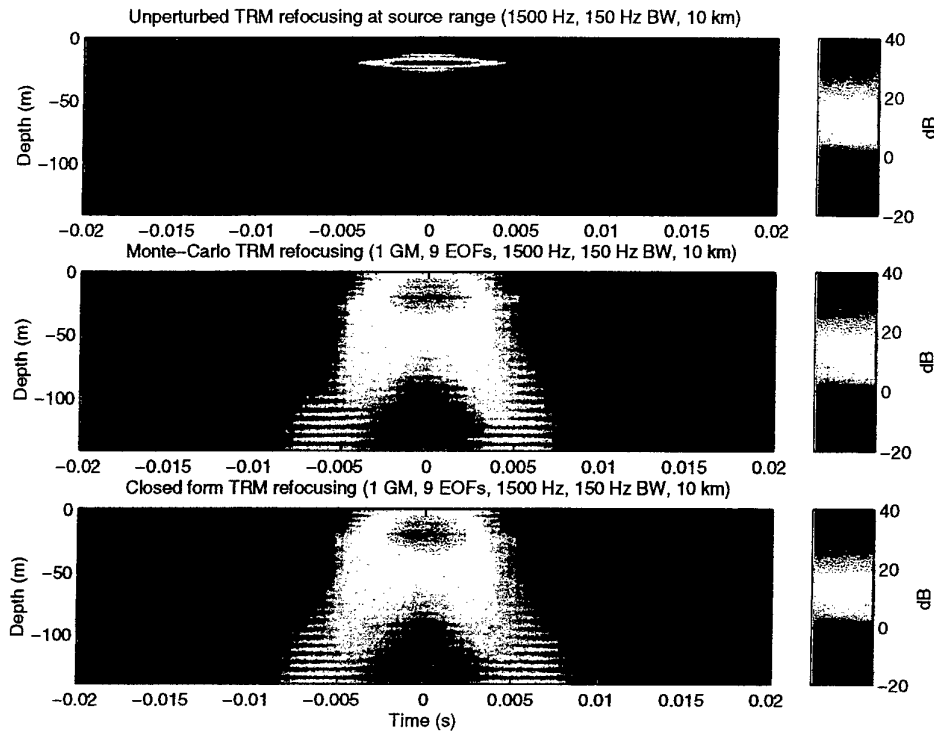 Unperturbed TRM refocusing at source range (1500 Hz, 150 Hz BW, 10 km)
0
−50
−100
Depth (m)
−0.02 −0.015 −0.01 −0.005 0 0.005 0.01 0.015 0.02
40
20
0
−20
dB
Monte−Carlo TRM refocusing (1 GM, 9 EOFs, 1500 Hz, 150 Hz BW, 10 km)
0
−50
−100
Depth (m)
−0.02 −0.015 −0.01 −0.005 0 0.005 0.01 0.015 0.02
40
20
0
−20
dB
Closed form TRM refocusing (1 GM, 9 EOFs, 1500 Hz, 150 Hz BW, 10 km)
0
−50
−100
Depth (m)
−0.02 −0.015 −0.01 −0.005 0 0.005 0.01 0.015 0.02
Time (s)
40
20
0
−20
dB